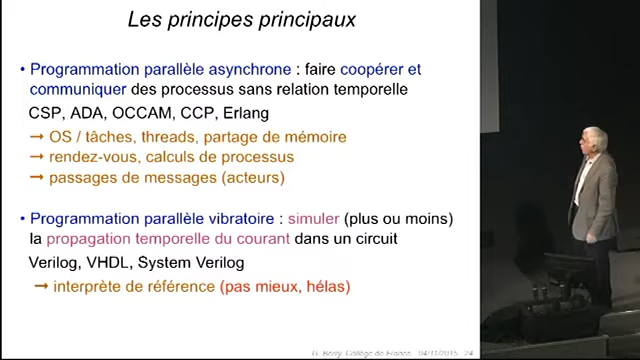 Les principes principaux
• Programmation parallèle asynchrone : faire coopérer et
communiquer des processus sans relation temporelle
CSP, ADA, OCCAM, CCP, Erlang
→ OS / tâches, threads, partage de mémoire
→ rendez-vous, calculs de processus
→ passages de messages (acteurs)
• Programmation parallèle vibratoire : simuler (plus ou moins)
la propagation temporelle du courant dans un circuit
Verilog, VHDL, System Verilog
→ interprète de référence (pas mieux, hélas)
G. Berry, Collège de France, 04/11/2015 24